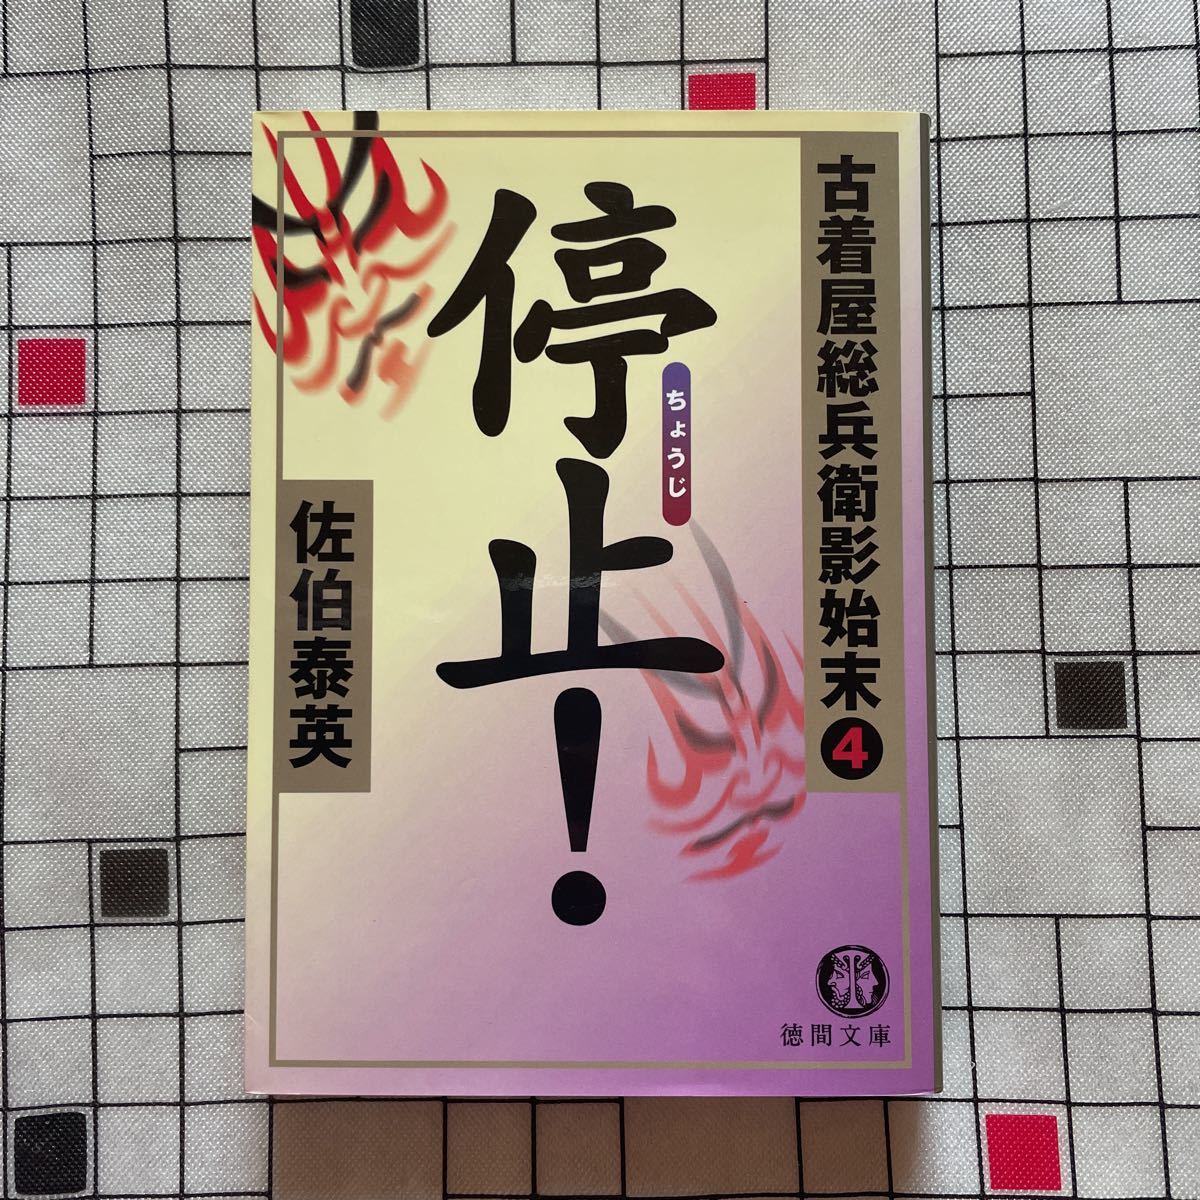 古着屋総兵衛影始末4
停止!
ちょうじ
佐伯泰英
徳間文庫